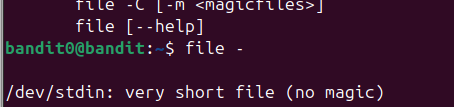 file -C [-m <magicfiles>]
file [--help]
bandit0@bandit:~$ file -
/dev/stdin: very short file (no magic)